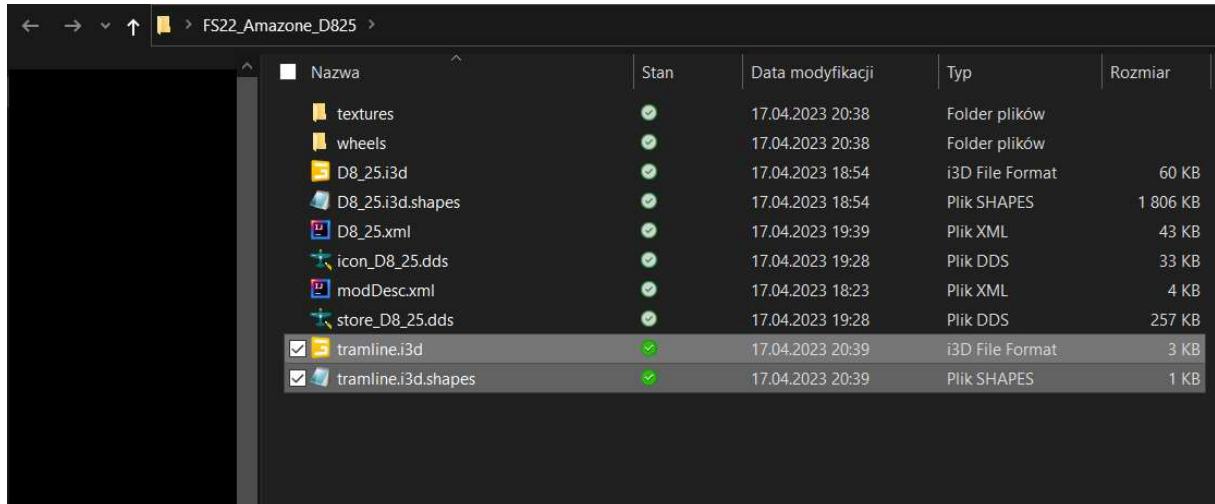 FS22_Amazone_D825
Nazwa Stan Data modyfikacji Typ Rozmiar
textures 17.04.2023 20:38 Folder plików
wheels 17.04.2023 20:38 Folder plików
D8_25.i3d 17.04.2023 18:54 i3D File Format 60 KB
D8_25.i3d.shapes 17.04.2023 18:54 Plik SHAPES 1 806 KB
D8_25.xml 17.04.2023 19:39 Plik XML 43 KB
icon_D8_25.dds 17.04.2023 19:28 Plik DDS 33 KB
modDesc.xml 17.04.2023 18:23 Plik XML 4 KB
store_D8_25.dds 17.04.2023 19:28 Plik DDS 257 KB
tramline.i3d 17.04.2023 20:39 i3D File Format 3 KB
tramline.i3d.shapes 17.04.2023 20:39 Plik SHAPES 1 KB